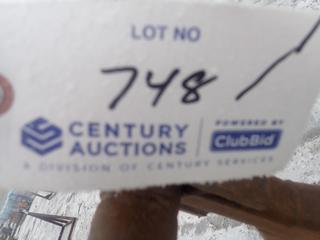 LOT NO
748
CENTURY AUCTIONS
POWERED BY
ClubBid
A DIVISION OF CENTURY SERVICES